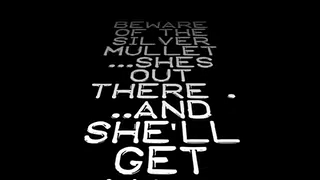 BEWARE
OF THE
SILVER
MULLET
...SHES
OUT
THERE .
..AND
SHE'LL
GET